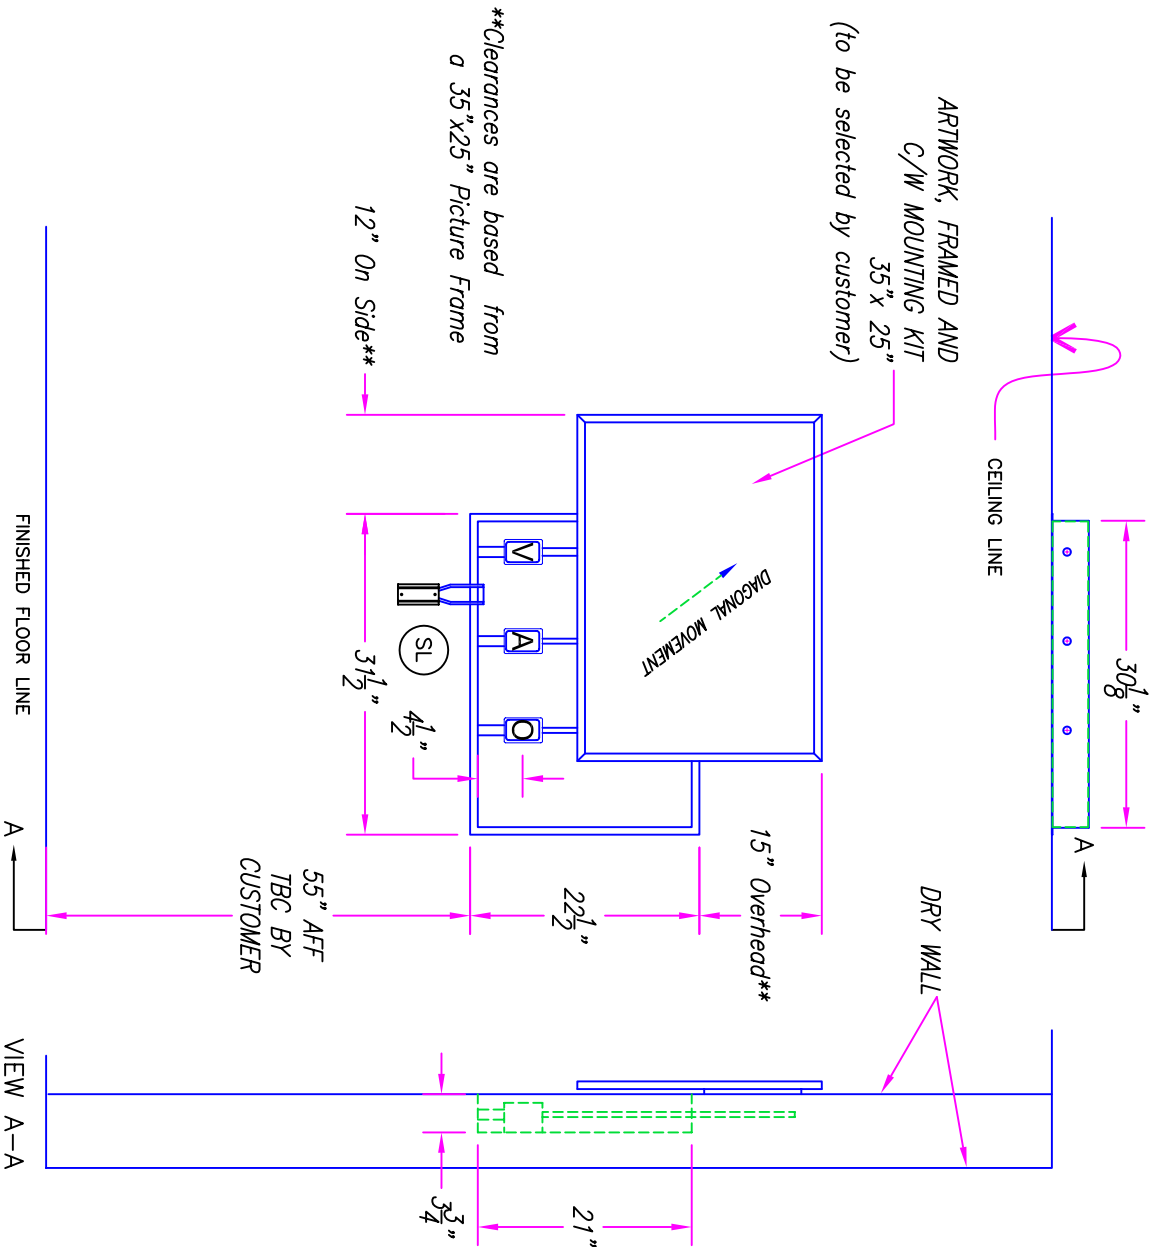 CEILING LINE
30 1/8"
A
ARTWORK, FRAMED AND
C/W MOUNTING KIT
35"x 25"
(to be selected by customer)
DIAGONAL MOVEMENT
15" Overhead**
DRY WALL
**Clearances are based from
a 35"x25" Picture Frame
12" On Side**
V
A
O
SL
31 1/2"
4 1/2"
22 1/2"
55" AFF
TBC BY
CUSTOMER
21"
3 3/4"
FINISHED FLOOR LINE
A
VIEW A-A